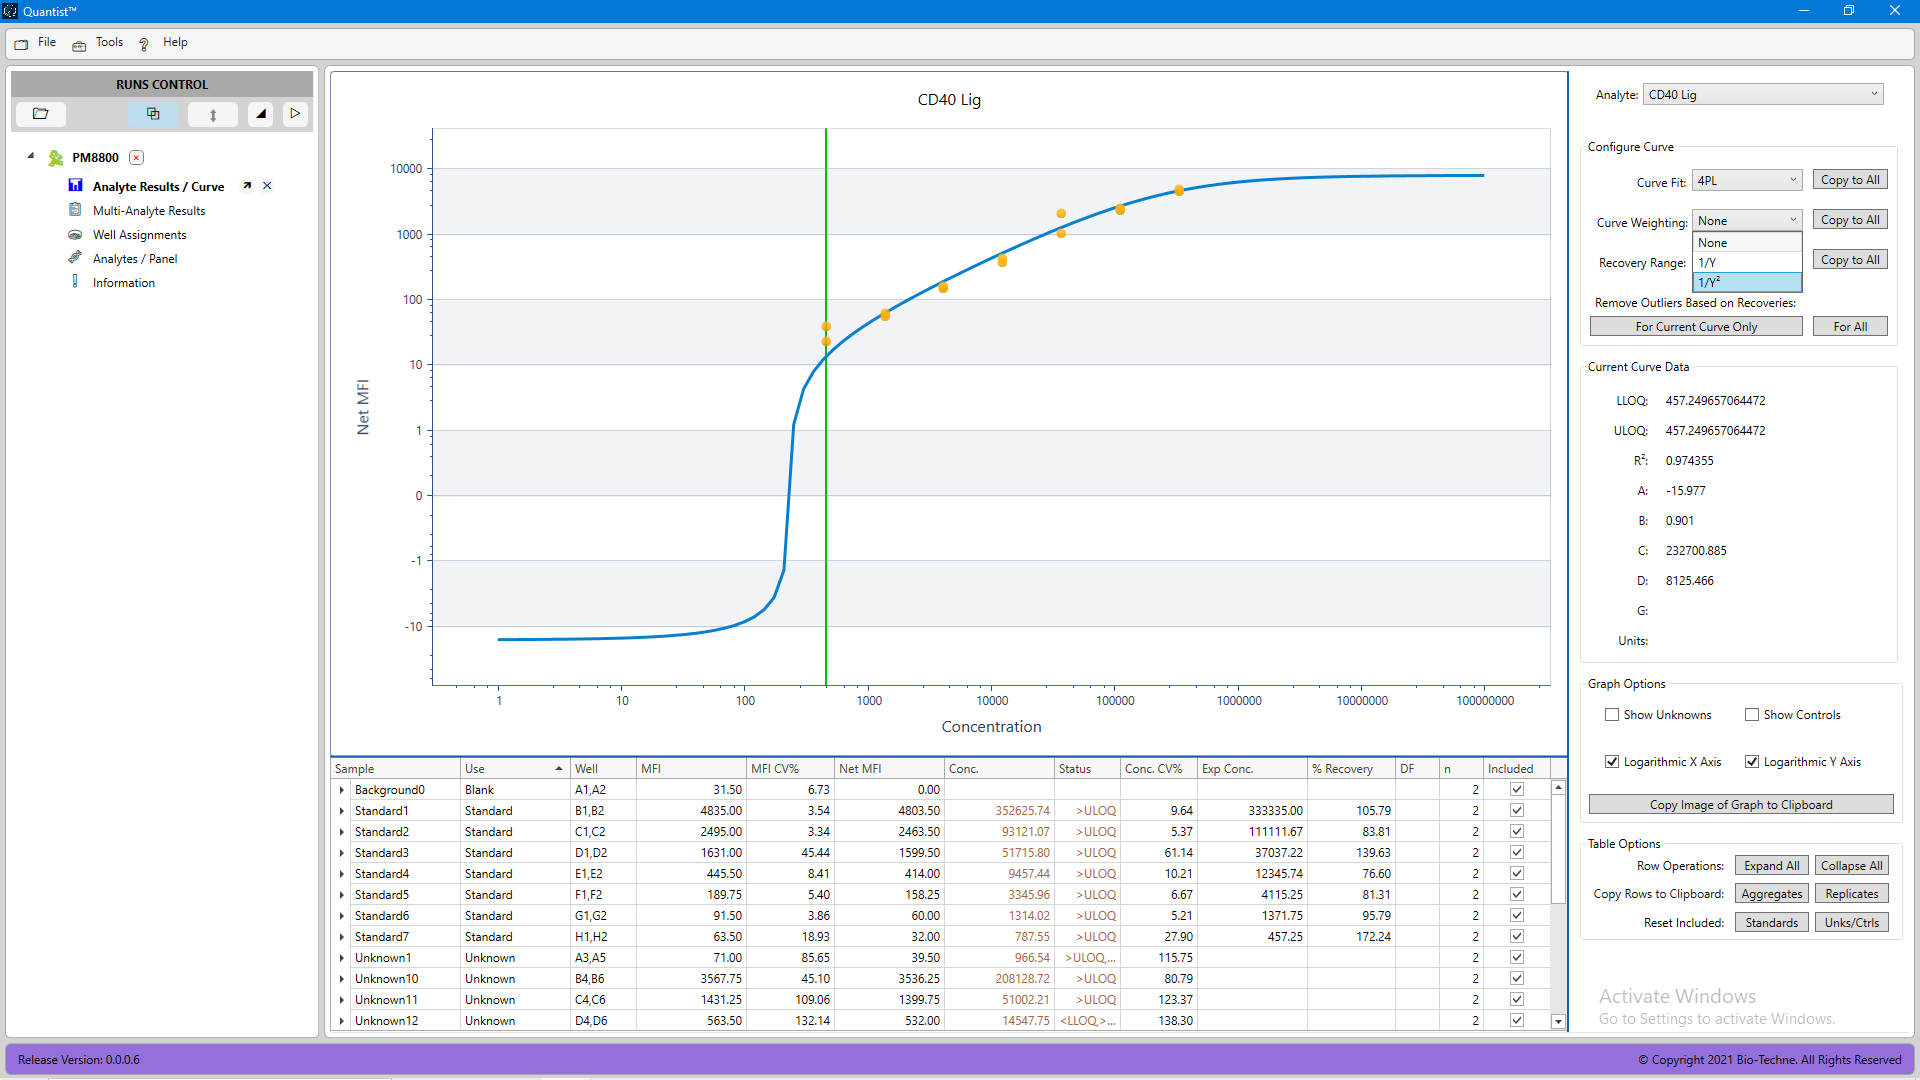 Quantist™
File Tools Help
RUNS CONTROL
PM8800
Analyte Results / Curve
Multi-Analyte Results
Well Assignments
Analytes / Panel
Information
CD40 Lig
10000
1000
100
10
1
0
-1
-10
Net MFI
1 10 100 1000 10000 100000 1000000 10000000 100000000
Concentration
Sample Use Well MFI MFI CV% Net MFI Conc. Status Conc. CV% Exp Conc. % Recovery DF n Included
Background0 Blank A1,A2 31.50 6.73 0.00 2
Standard1 Standard B1,B2 4835.00 3.54 4803.50 352625.74 >ULOQ 9.64 333335.00 105.79 2
Standard2 Standard C1,C2 2495.00 3.34 2463.50 93121.07 >ULOQ 5.37 111111.67 83.81 2
Standard3 Standard D1,D2 1631.00 45.44 1599.50 51715.80 >ULOQ 61.14 37037.22 139.63 2
Standard4 Standard E1,E2 445.50 8.41 414.00 9457.44 >ULOQ 10.21 12345.74 76.60 2
Standard5 Standard F1,F2 189.75 5.40 158.25 3345.96 >ULOQ 6.67 4115.25 81.31 2
Standard6 Standard G1,G2 91.50 3.86 60.00 1314.02 >ULOQ 5.21 1371.75 95.79 2
Standard7 Standard H1,H2 63.50 18.93 32.00 787.55 >ULOQ 27.90 457.25 172.24 2
Unknown1 Unknown A3,A5 71.00 85.65 39.50 966.54 >ULOQ,... 115.75 2
Unknown10 Unknown B4,B6 3567.75 45.10 3536.25 208128.72 >ULOQ 80.79 2
Unknown11 Unknown C4,C6 1431.25 109.06 1399.75 51002.21 >ULOQ 123.37 2
Unknown12 Unknown D4,D6 563.50 132.14 532.00 14547.75 <LLOQ,>... 138.30 2
Analyte: CD40 Lig
Configure Curve
Curve Fit: 4PL Copy to All
Curve Weighting: None Copy to All
None
1/Y
1/Y²
Recovery Range: Copy to All
Remove Outliers Based on Recoveries:
For Current Curve Only For All
Current Curve Data
LLOQ: 457.249657064472
ULOQ: 457.249657064472
R²: 0.974355
A: -15.977
B: 0.901
C: 232700.885
D: 8125.466
G:
Units:
Graph Options
Show Unknowns Show Controls
Logarithmic X Axis Logarithmic Y Axis
Copy Image of Graph to Clipboard
Table Options
Row Operations: Expand All Collapse All
Copy Rows to Clipboard: Aggregates Replicates
Reset Included: Standards Unks/Ctrls
Activate Windows
Go to Settings to activate Windows.
Release Version: 0.0.0.6
© Copyright 2021 Bio-Techne. All Rights Reserved